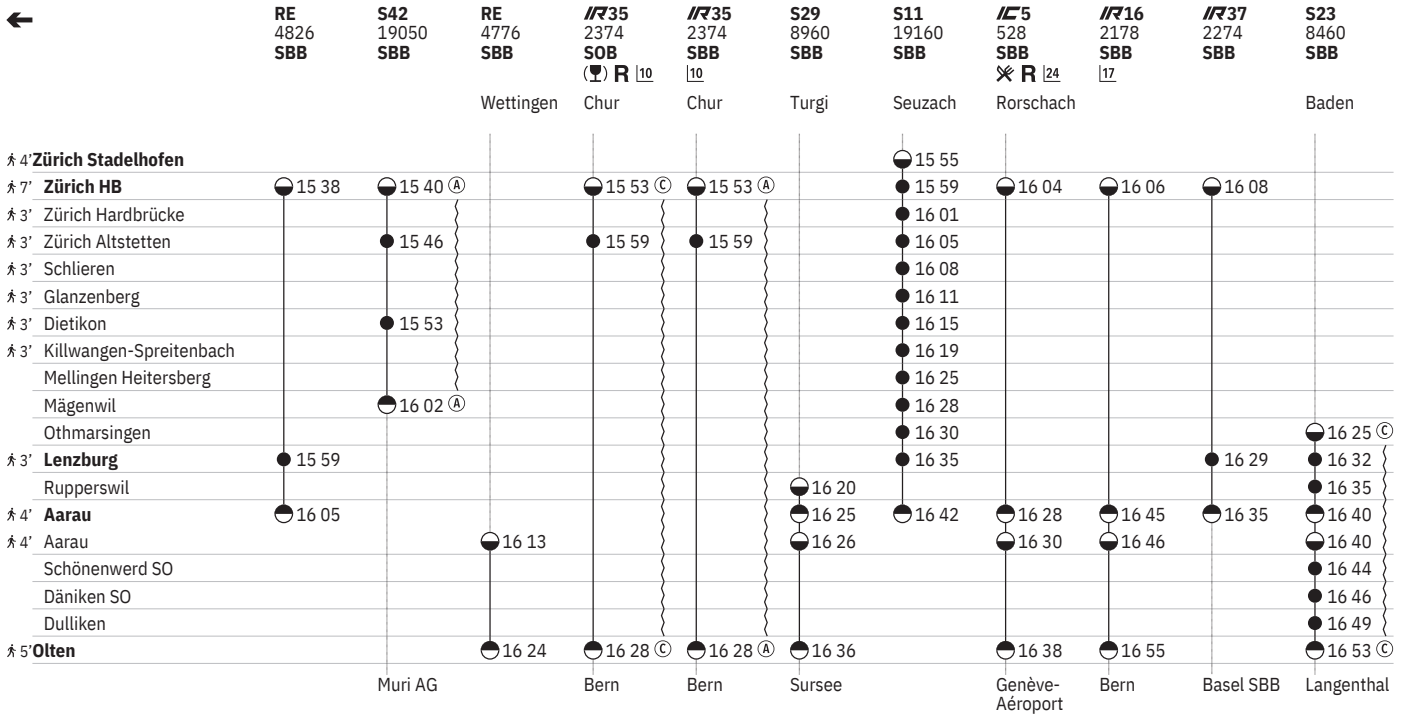 RE S42 RE IR35 IR35 S29 S11 IC5 IR16 IR37 S23
4826 19050 4776 2374 2374 8960 19160 528 2178 2274 8460
SBB SBB SBB SOB SBB SBB SBB SBB SBB SBB SBB
R 10 10 R 24 17
Wettingen Chur Chur Turgi Seuzach Rorschach Baden
4’ Zürich Stadelhofen 15 55
7’ Zürich HB 15 38 15 40 Ⓐ 15 53 Ⓒ 15 53 Ⓐ 15 59 16 04 16 06 16 08
3’ Zürich Hardbrücke 16 01
3’ Zürich Altstetten 15 46 15 59 15 59 16 05
3’ Schlieren 16 08
3’ Glanzenberg 16 11
3’ Dietikon 15 53 16 15
3’ Killwangen-Spreitenbach 16 19
Mellingen Heitersberg 16 25
Mägenwil 16 02 Ⓐ 16 28
Othmarsingen 16 30 16 25 Ⓒ
3’ Lenzburg 15 59 16 35 16 29 16 32
Rupperswil 16 20 16 35
4’ Aarau 16 05 16 25 16 42 16 28 16 45 16 35 16 40
4’ Aarau 16 13 16 26 16 30 16 46 16 40
Schönenwerd SO 16 44
Däniken SO 16 46
Dulliken 16 49
5’ Olten 16 24 16 28 Ⓒ 16 28 Ⓐ 16 36 16 38 16 55 16 53 Ⓒ
Muri AG Bern Bern Sursee Genève- Bern Basel SBB Langenthal
Aéroport